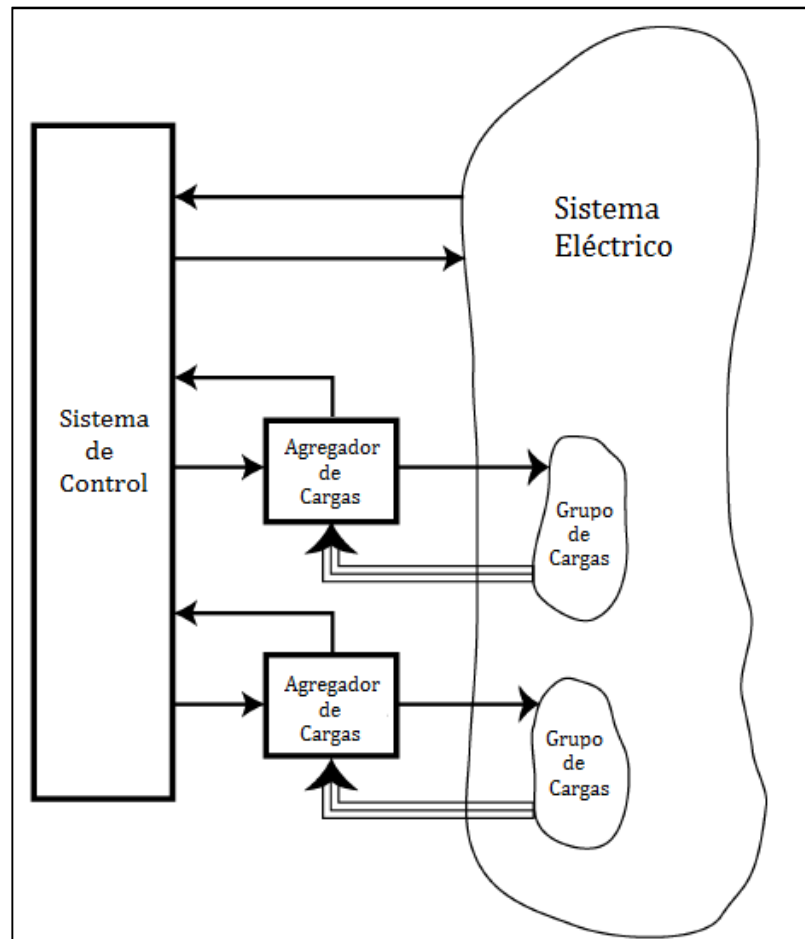 Sistema
Eléctrico
Sistema
de
Control
Agregador
de
Cargas
Grupo
de
Cargas
Agregador
de
Cargas
Grupo
de
Cargas